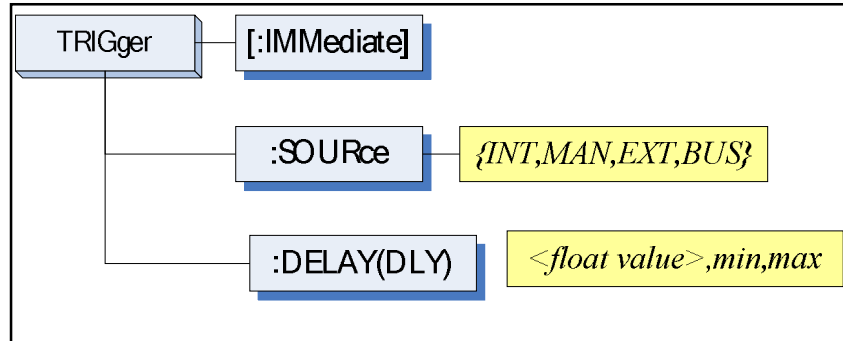 TRIGger
[:IMMediate]
:SOURce
{INT,MAN,EXT,BUS}
:DELAY(DLY)
<float value>,min,max